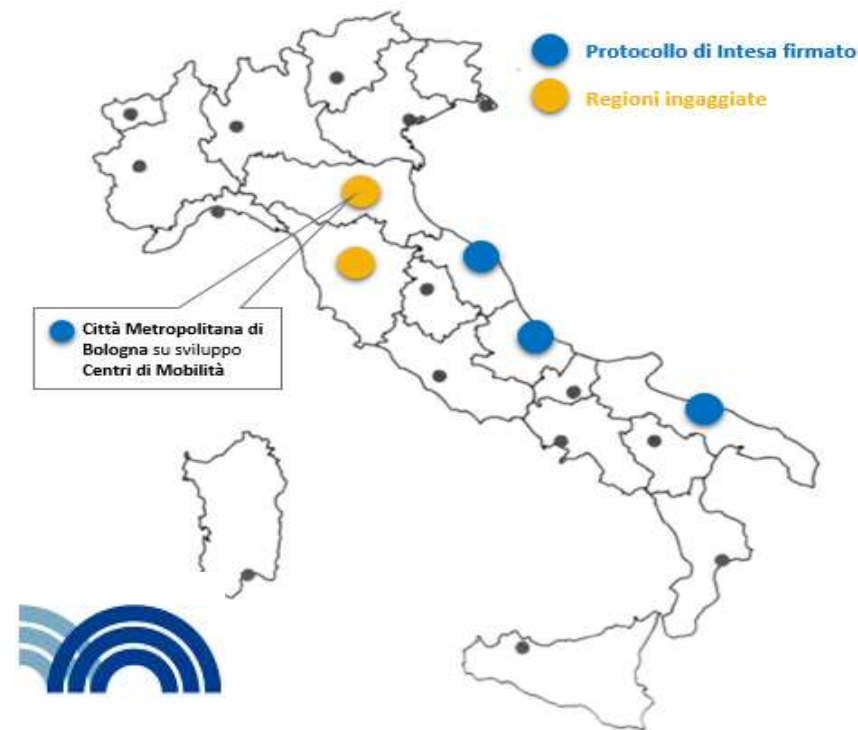 Protocollo di Intesa firmato
Regioni ingaggiate
Città Metropolitana di
Bologna su sviluppo
Centri di Mobilità